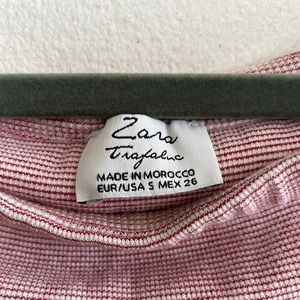 Zara
Trafaluc
MADE IN MOROCCO
EUR/USA S MEX 26